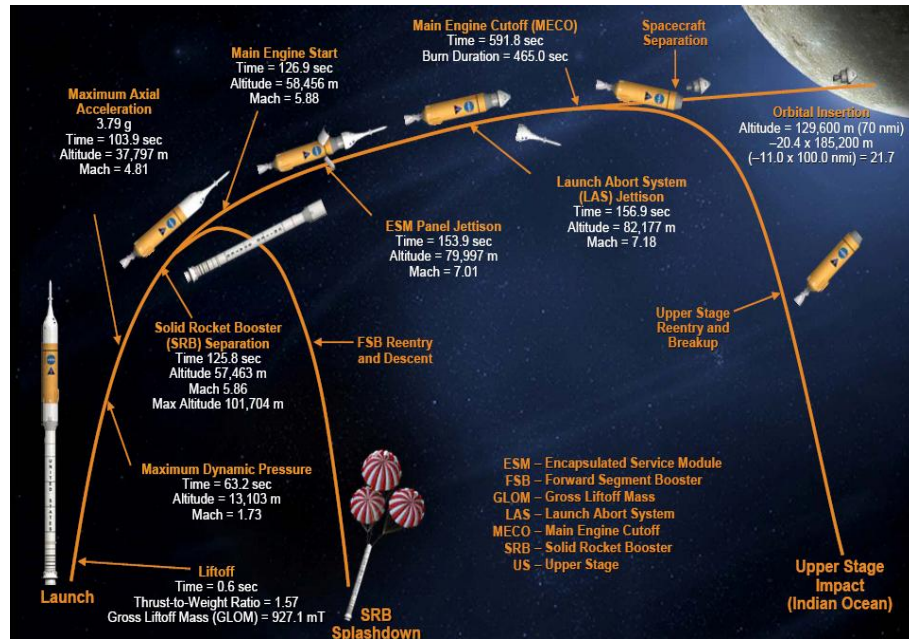 Main Engine Cutoff (MECO)
Time = 591.8 sec
Burn Duration = 465.0 sec
Spacecraft
Separation
Main Engine Start
Time = 126.9 sec
Altitude = 58,456 m
Mach = 5.88
Maximum Axial
Acceleration
3.79 g
Time = 103.9 sec
Altitude = 37,797 m
Mach = 4.81
Orbital Insertion
Altitude = 129,600 m (70 nmi)
–20.4 x 185,200 m
(–11.0 x 100.0 nmi) = 21.7
Launch Abort System
(LAS) Jettison
Time = 156.9 sec
Altitude = 82,177 m
Mach = 7.18
ESM Panel Jettison
Time = 153.9 sec
Altitude = 79,997 m
Mach = 7.01
Solid Rocket Booster
(SRB) Separation
Time 125.8 sec
Altitude 57,463 m
Mach 5.86
Max Altitude 101,704 m
FSB Reentry
and Descent
Upper Stage
Reentry and
Breakup
Maximum Dynamic Pressure
Time = 63.2 sec
Altitude = 13,103 m
Mach = 1.73
ESM – Encapsulated Service Module
FSB – Forward Segment Booster
GLOM – Gross Liftoff Mass
LAS – Launch Abort System
MECO – Main Engine Cutoff
SRB – Solid Rocket Booster
US – Upper Stage
Liftoff
Time = 0.6 sec
Thrust-to-Weight Ratio = 1.57
Gross Liftoff Mass (GLOM) = 927.1 mT
Launch
SRB
Splashdown
Upper Stage
Impact
(Indian Ocean)
UNITED STATES